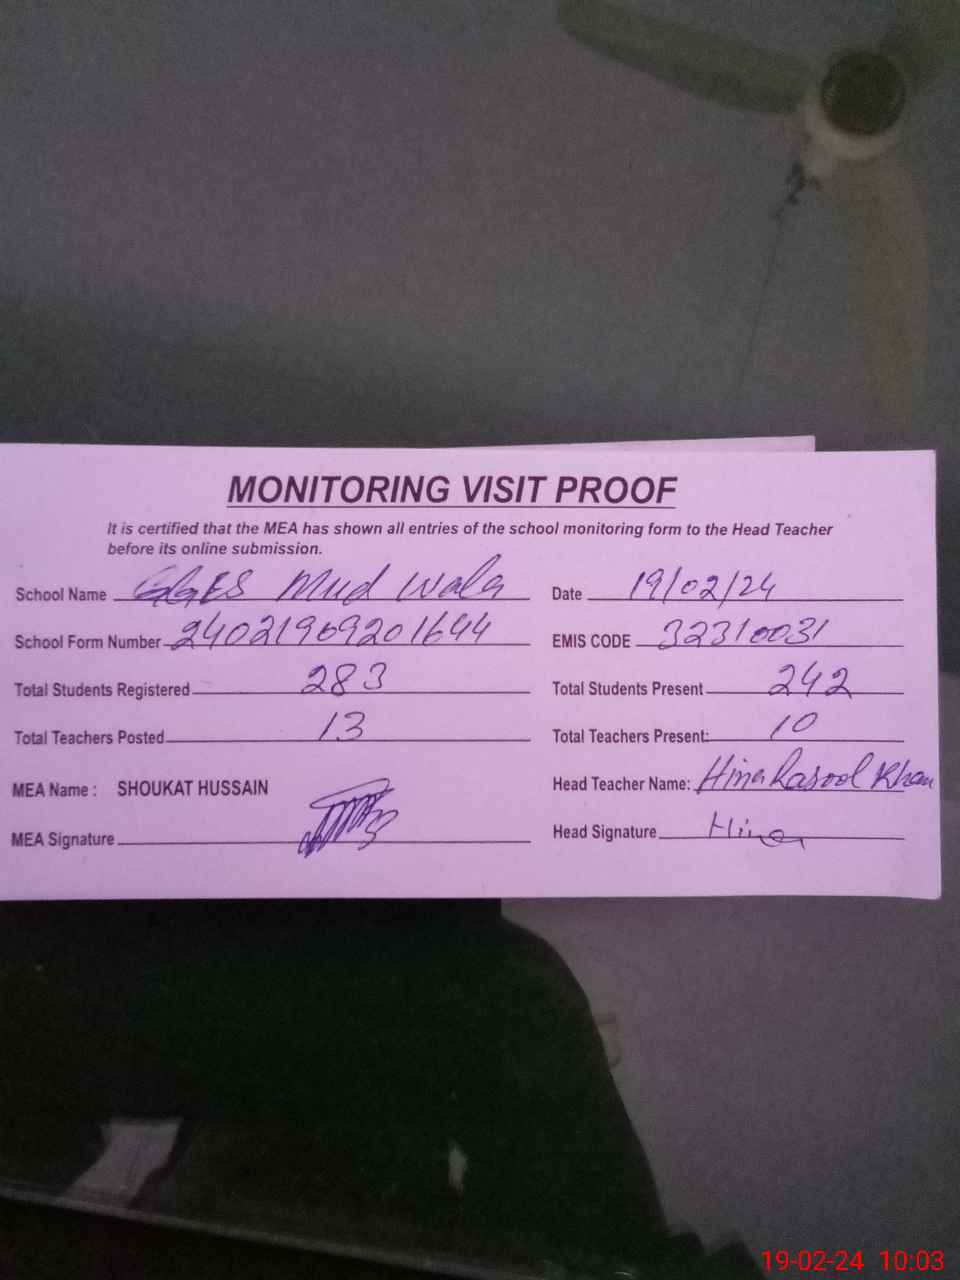 MONITORING VISIT PROOF
It is certified that the MEA has shown all entries of the school monitoring form to the Head Teacher
before its online submission.
School Name GGES Mud Wala Date 19/02/24
School Form Number 24021909201644 EMIS CODE 32310031
Total Students Registered 283 Total Students Present 242
Total Teachers Posted 13 Total Teachers Present: 10
MEA Name : SHOUKAT HUSSAIN Head Teacher Name: Hina Rasool Khan
MEA Signature Head Signature Hina
19-02-24 10:03